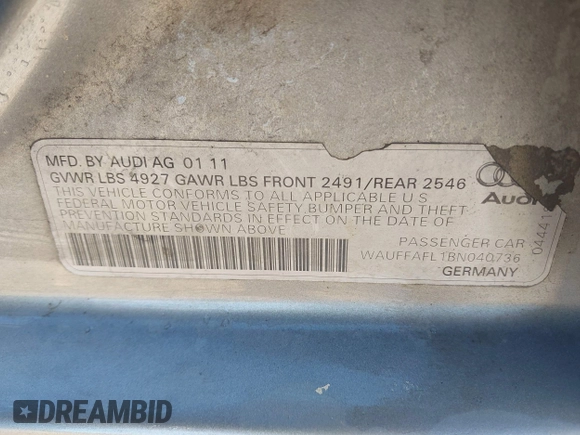 MFD. BY AUDI AG 01 11
GVWR LBS 4927 GAWR LBS FRONT 2491/REAR 2546
THIS VEHICLE CONFORMS TO ALL APPLICABLE U S
FEDERAL MOTOR VEHICLE SAFETY, BUMPER AND THEFT
PREVENTION STANDARDS IN EFFECT ON THE DATE OF
MANUFACTURE SHOWN ABOVE
Audi
PASSENGER CAR
WAUFFAFL1BN040736
GERMANY
DREAMBID